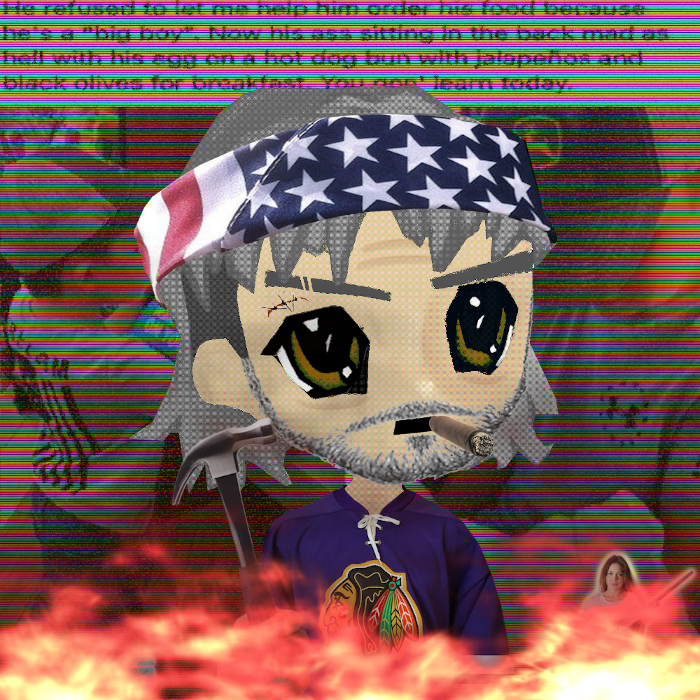 He refused to let me help him order his food because
he's a "big boy". Now his ass sitting in the back mad as
hell with his egg on a hot dog bun with jalapeños and
black olives for breakfast. You gon' learn today.